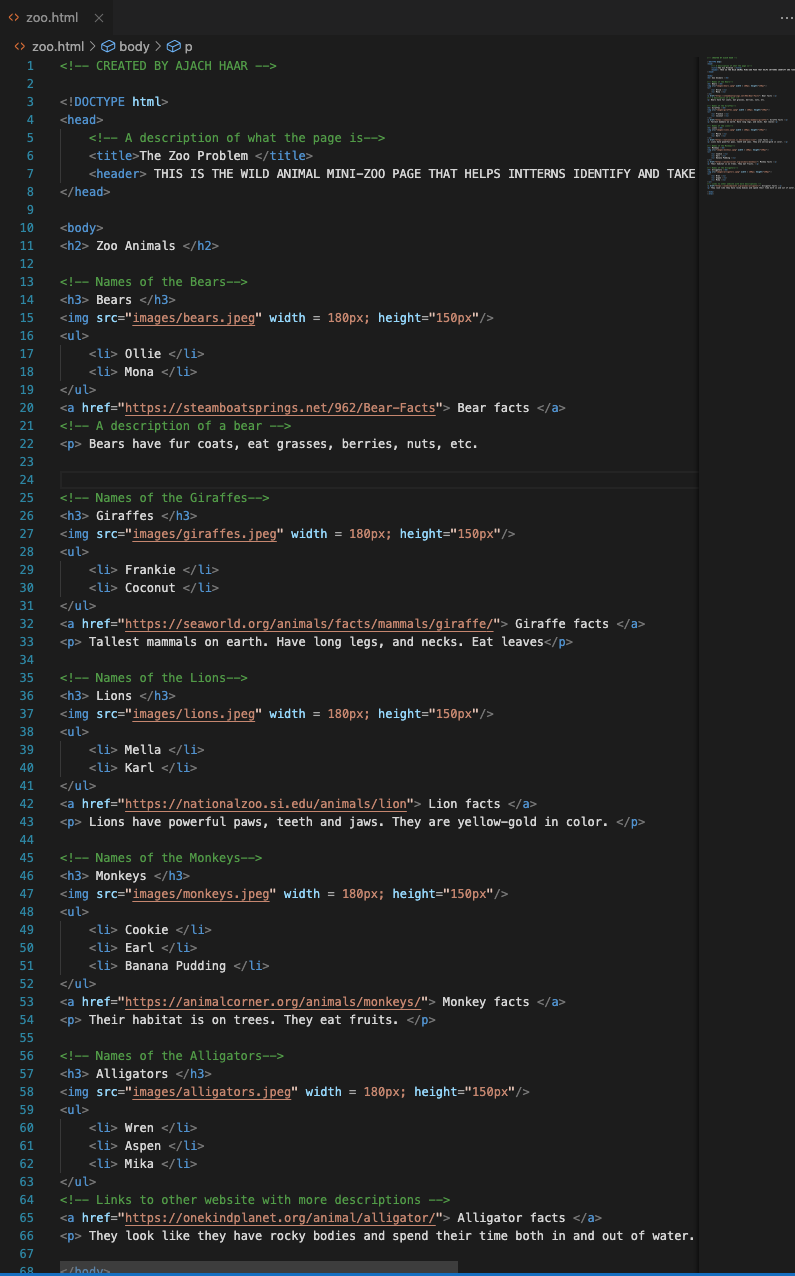 zoo.html
zoo.html > body > p
1 <!-- CREATED BY AJACH HAAR -->
2
3 <!DOCTYPE html>
4 <head>
5 <!-- A description of what the page is-->
6 <title>The Zoo Problem </title>
7 <header> THIS IS THE WILD ANIMAL MINI-ZOO PAGE THAT HELPS INTTERNS IDENTIFY AND TAKE
8 </head>
9
10 <body>
11 <h2> Zoo Animals </h2>
12
13 <!-- Names of the Bears-->
14 <h3> Bears </h3>
15 <img src="images/bears.jpeg" width = 180px; height="150px"/>
16 <ul>
17 <li> Ollie </li>
18 <li> Mona </li>
19 </ul>
20 <a href="https://steamboatsprings.net/962/Bear-Facts"> Bear facts </a>
21 <!-- A description of a bear -->
22 <p> Bears have fur coats, eat grasses, berries, nuts, etc.
23
24
25 <!-- Names of the Giraffes-->
26 <h3> Giraffes </h3>
27 <img src="images/giraffes.jpeg" width = 180px; height="150px"/>
28 <ul>
29 <li> Frankie </li>
30 <li> Coconut </li>
31 </ul>
32 <a href="https://seaworld.org/animals/facts/mammals/giraffe/"> Giraffe facts </a>
33 <p> Tallest mammals on earth. Have long legs, and necks. Eat leaves</p>
34
35 <!-- Names of the Lions-->
36 <h3> Lions </h3>
37 <img src="images/lions.jpeg" width = 180px; height="150px"/>
38 <ul>
39 <li> Mella </li>
40 <li> Karl </li>
41 </ul>
42 <a href="https://nationalzoo.si.edu/animals/lion"> Lion facts </a>
43 <p> Lions have powerful paws, teeth and jaws. They are yellow-gold in color. </p>
44
45 <!-- Names of the Monkeys-->
46 <h3> Monkeys </h3>
47 <img src="images/monkeys.jpeg" width = 180px; height="150px"/>
48 <ul>
49 <li> Cookie </li>
50 <li> Earl </li>
51 <li> Banana Pudding </li>
52 </ul>
53 <a href="https://animalcorner.org/animals/monkeys/"> Monkey facts </a>
54 <p> Their habitat is on trees. They eat fruits. </p>
55
56 <!-- Names of the Alligators-->
57 <h3> Alligators </h3>
58 <img src="images/alligators.jpeg" width = 180px; height="150px"/>
59 <ul>
60 <li> Wren </li>
61 <li> Aspen </li>
62 <li> Mika </li>
63 </ul>
64 <!-- Links to other website with more descriptions -->
65 <a href="https://onekindplanet.org/animal/alligator/"> Alligator facts </a>
66 <p> They look like they have rocky bodies and spend their time both in and out of water.
67
68 </body>